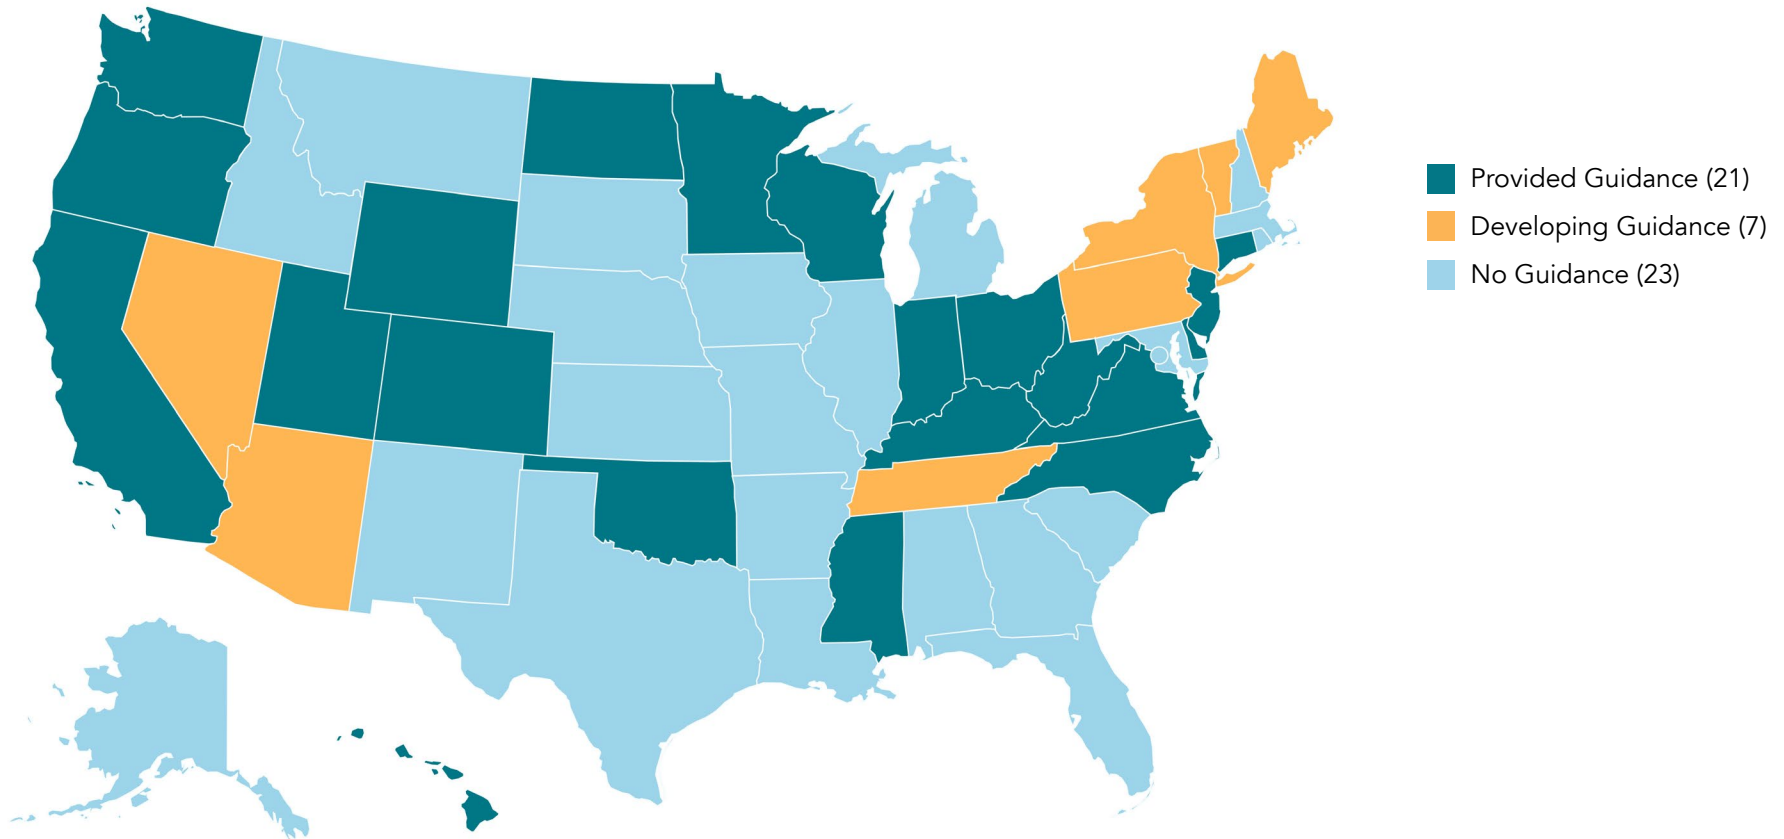 Provided Guidance (21)
Developing Guidance (7)
No Guidance (23)